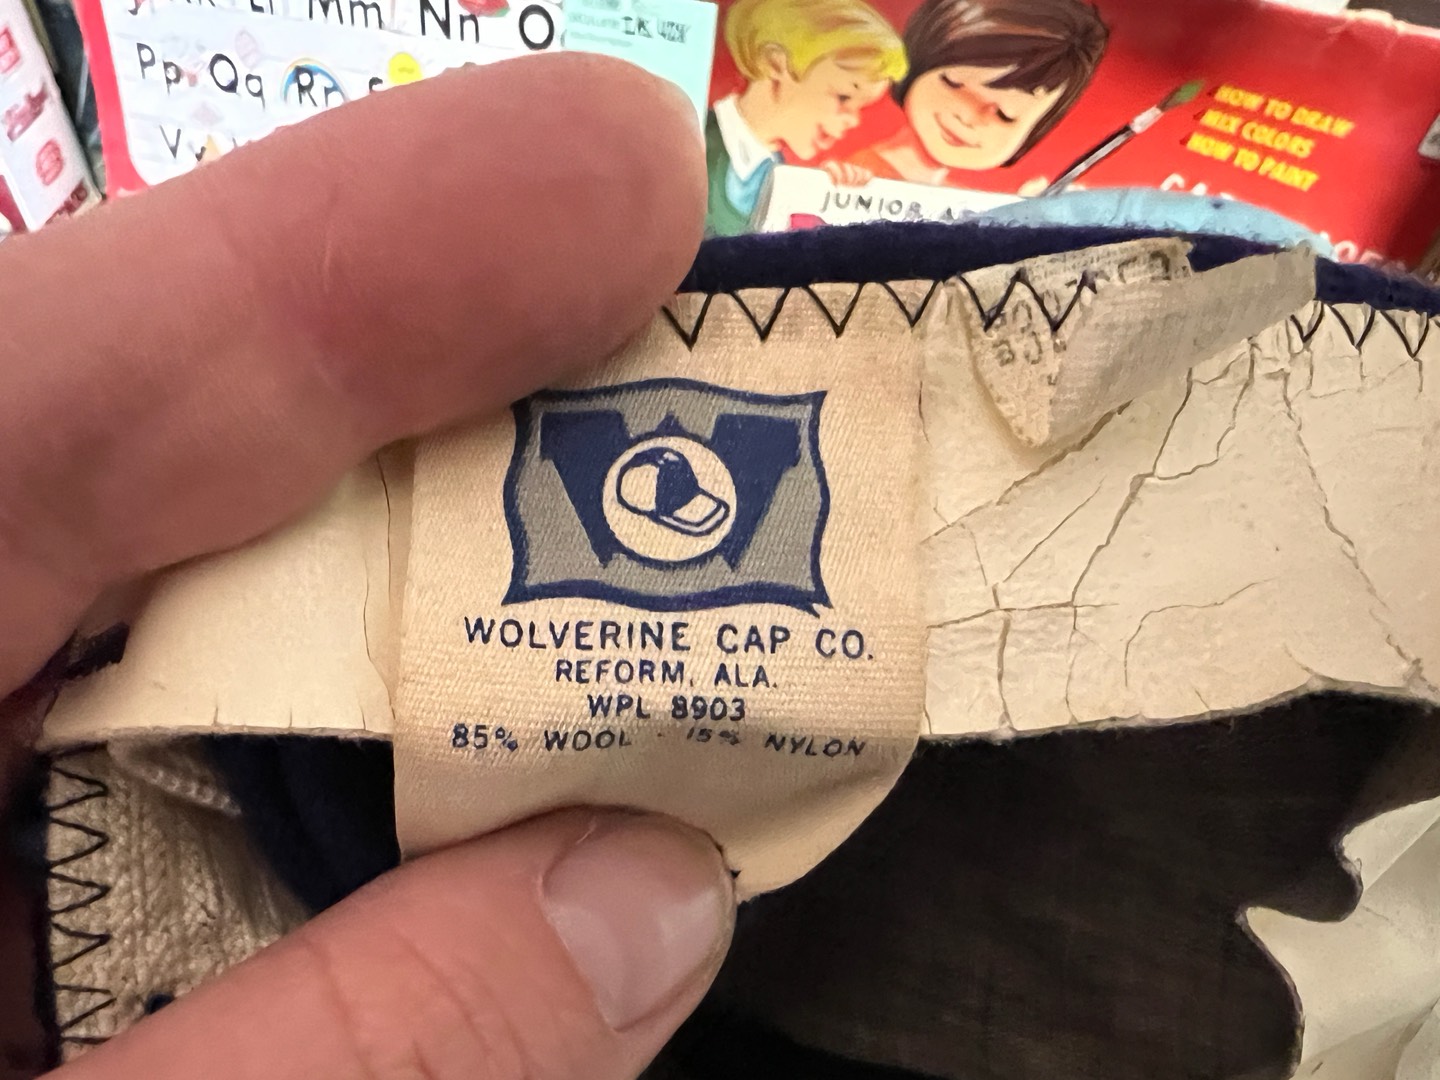 Mm Nn O
Pp Qq Rr
HOW TO DRAW
MIX COLORS
HOW TO PAINT
JUNIOR
W
WOLVERINE CAP CO.
REFORM, ALA.
WPL 8903
85% WOOL · 15% NYLON